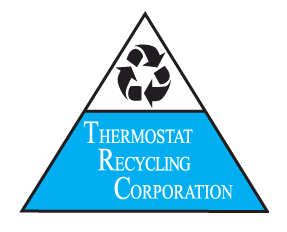 THERMOSTAT
RECYCLING
CORPORATION